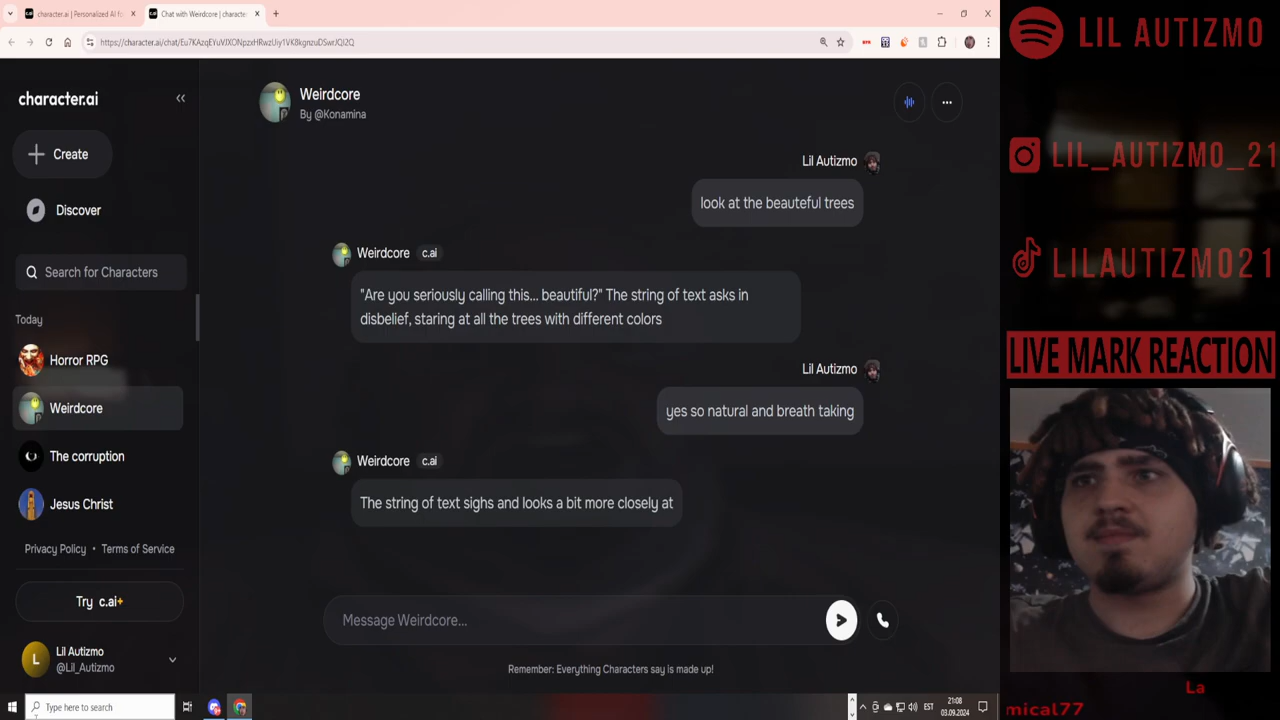 character.ai | Personalized AI f
Chat with Weirdcore | characte
https://character.ai/chat/Eu7KAzqEYuVJXONpzxHRwzUiy1VK8kgnzuDSwrJQI2Q
character.ai
Create
Discover
Search for Characters
Today
Horror RPG
Weirdcore
The corruption
Jesus Christ
Privacy Policy • Terms of Service
Try c.ai+
L
Lil Autizmo
@Lil_Autizmo
Weirdcore
By @Konamina
Lil Autizmo
look at the beauteful trees
Weirdcore c.ai
"Are you seriously calling this... beautiful?" The string of text asks in
disbelief, staring at all the trees with different colors
Lil Autizmo
yes so natural and breath taking
Weirdcore c.ai
The string of text sighs and looks a bit more closely at
Message Weirdcore...
Remember: Everything Characters say is made up!
Type here to search
EST
21:08
03.09.2024
LIL AUTIZMO
LIL_AUTIZMO_21
LILAUTIZMO21
LIVE MARK REACTION
La
mical77